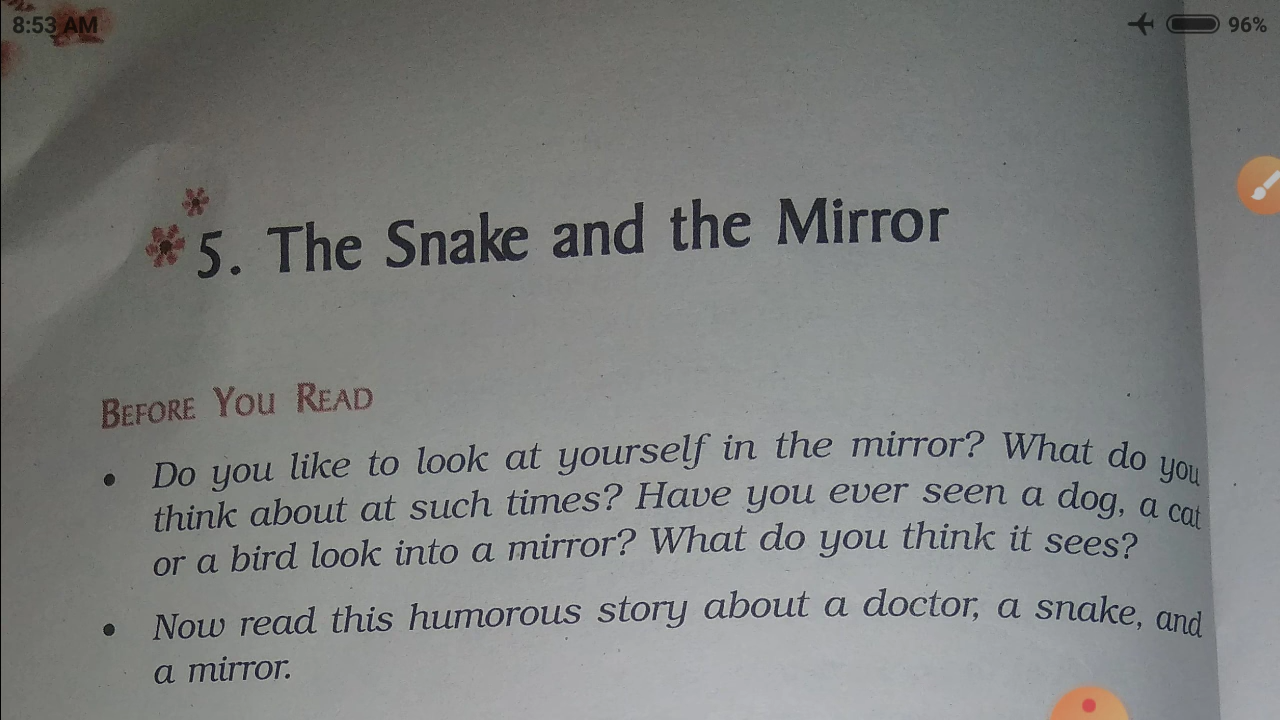 8:53 AM
96%
5. The Snake and the Mirror
BEFORE YOU READ
• Do you like to look at yourself in the mirror? What do you
think about at such times? Have you ever seen a dog, a cat
or a bird look into a mirror? What do you think it sees?
• Now read this humorous story about a doctor, a snake, and
a mirror.